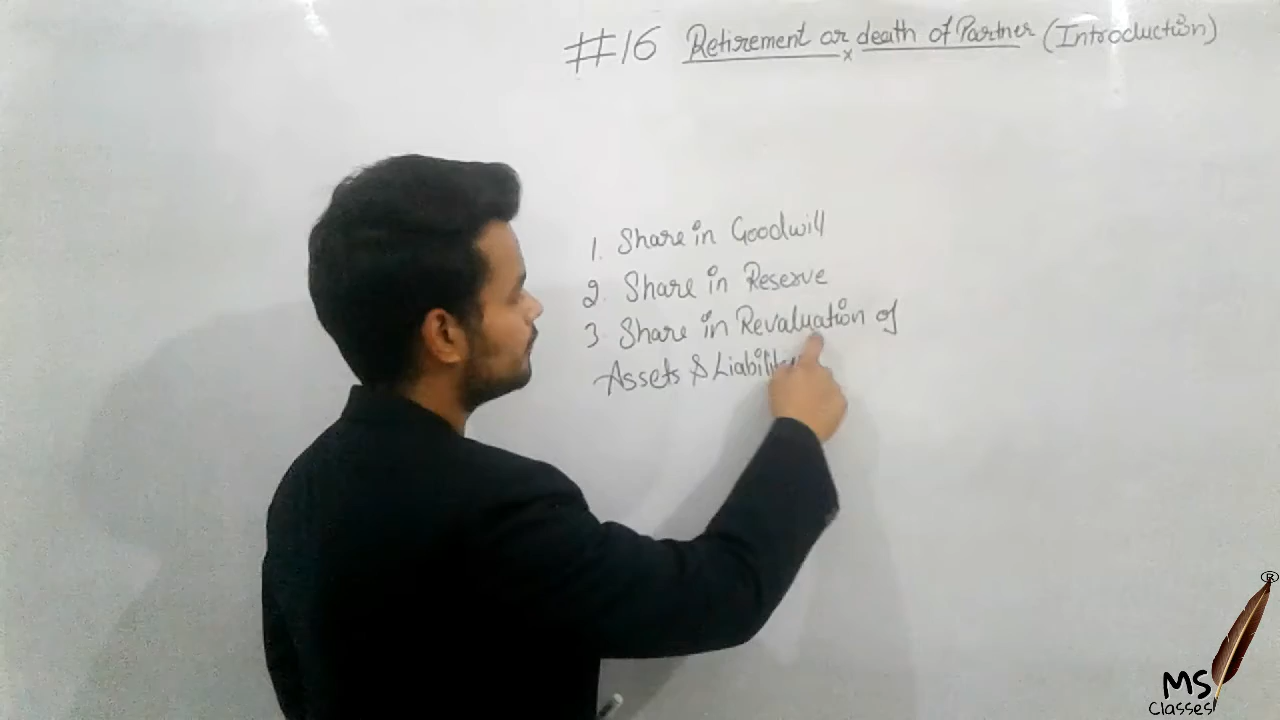 #16 Retirement or death of Partner (Introduction)
1. Share in Goodwill
2. Share in Reserve
3. Share in Revaluation of
Assets & Liability
®
MS
Classes